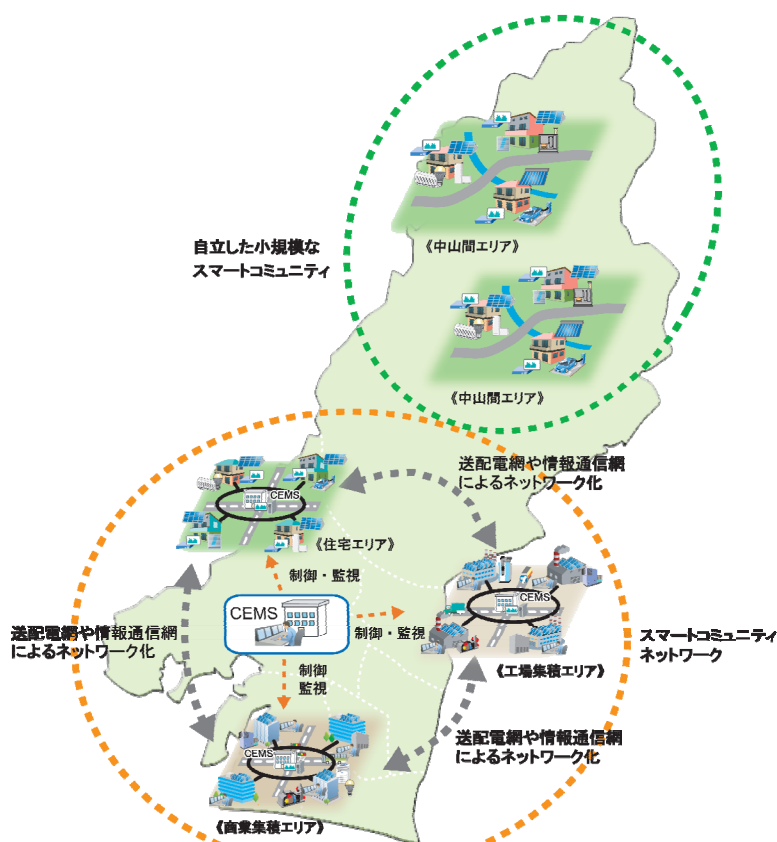 自立した小規模な
スマートコミュニティ
《中山間エリア》
《中山間エリア》
送配電網や情報通信網
によるネットワーク化
CEMS
《住宅エリア》
制御・監視
CEMS
制御・監視
CEMS
送配電網や情報通信網
によるネットワーク化
スマートコミュニティ
ネットワーク
《工場集積エリア》
制御
監視
送配電網や情報通信網
によるネットワーク化
CEMS
《商業集積エリア》